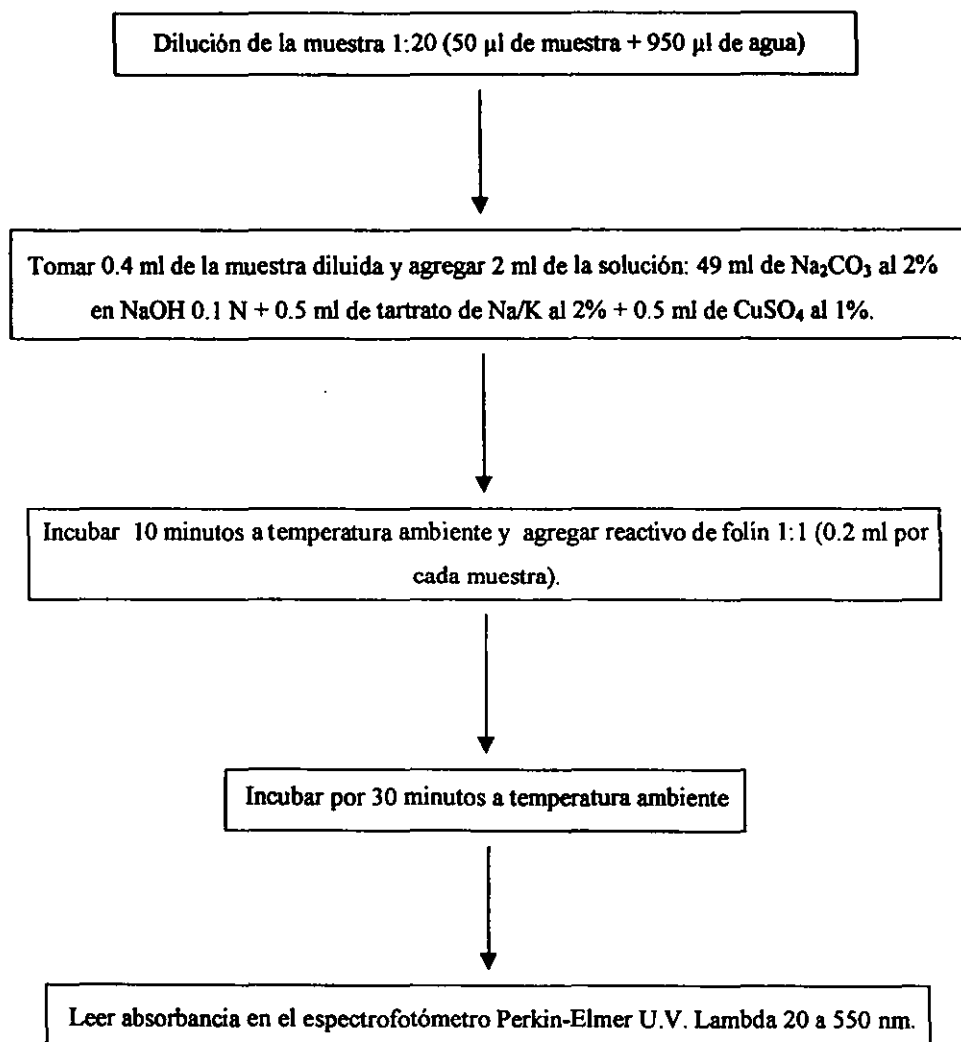 Dilución de la muestra 1:20 (50 µl de muestra + 950 µl de agua)
Tomar 0.4 ml de la muestra diluida y agregar 2 ml de la solución: 49 ml de Na₂CO₃ al 2%
en NaOH 0.1 N + 0.5 ml de tartrato de Na/K al 2% + 0.5 ml de CuSO₄ al 1%.
Incubar 10 minutos a temperatura ambiente y agregar reactivo de folín 1:1 (0.2 ml por
cada muestra).
Incubar por 30 minutos a temperatura ambiente
Leer absorbancia en el espectrofotómetro Perkin-Elmer U.V. Lambda 20 a 550 nm.